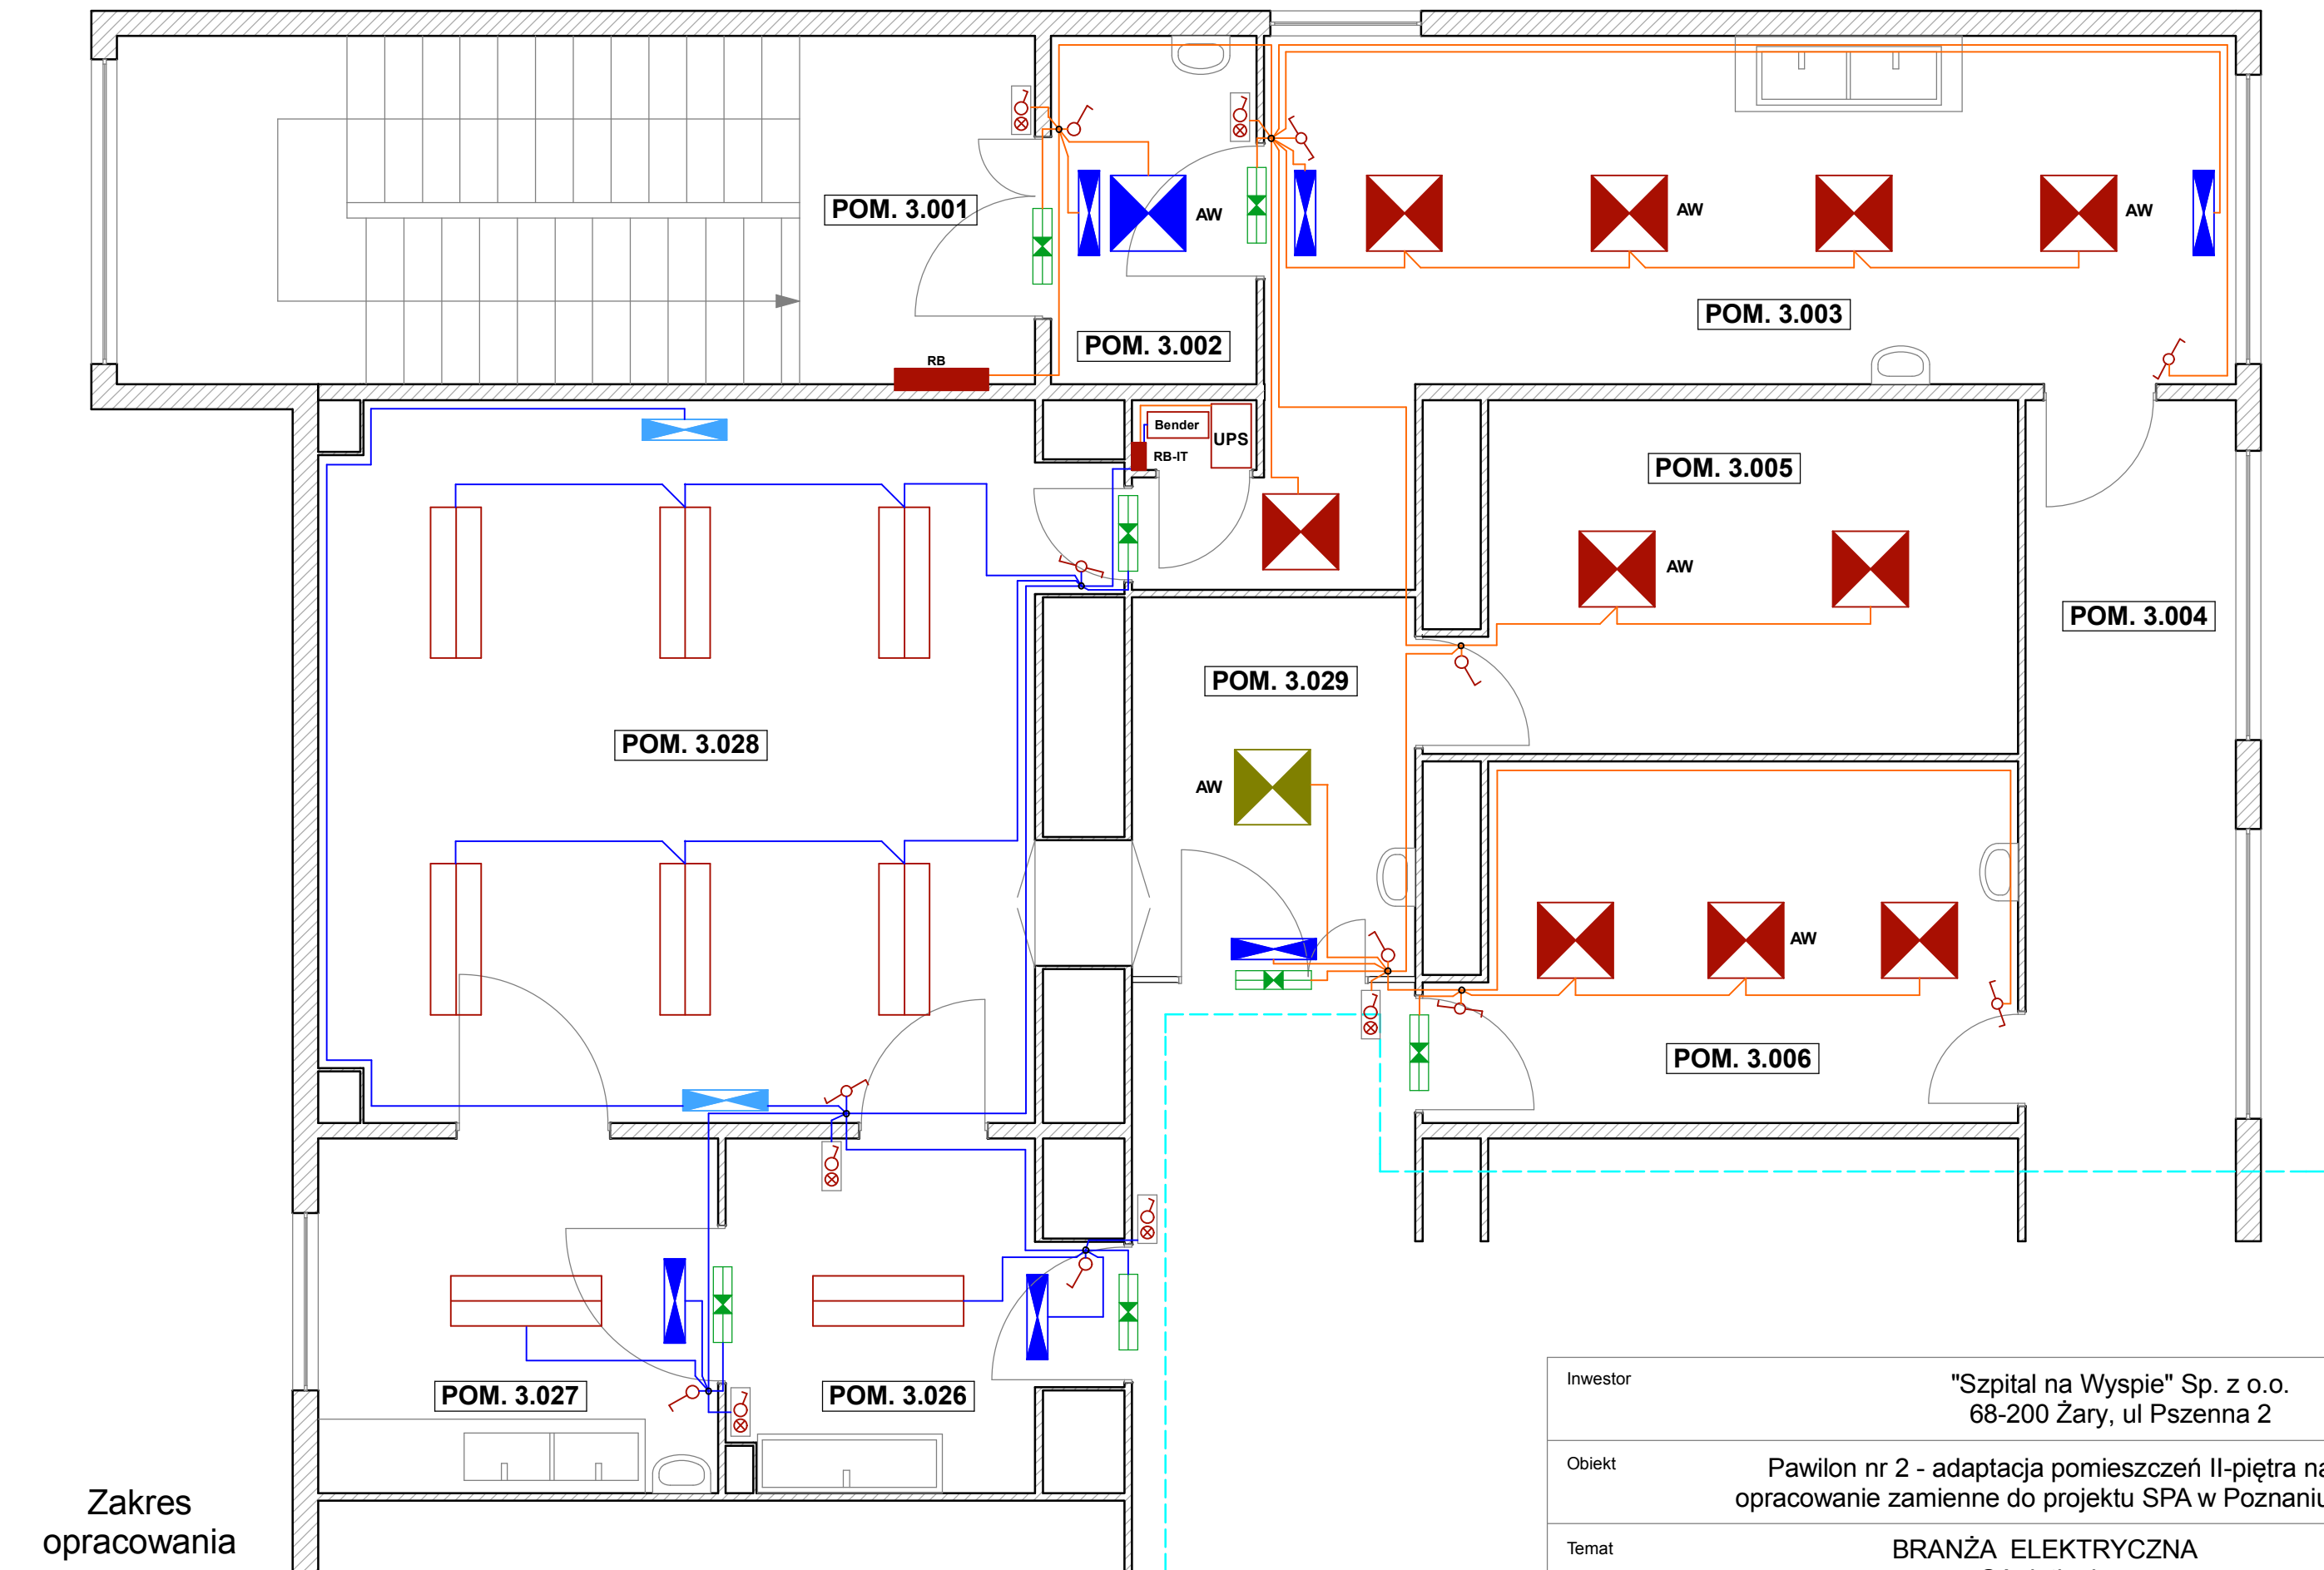 POM. 3.001
AW
AW
AW
POM. 3.003
POM. 3.002
RB
Bender
UPS
RB-IT
POM. 3.005
AW
POM. 3.004
POM. 3.029
POM. 3.028
AW
AW
POM. 3.006
POM. 3.027
POM. 3.026
Zakres
opracowania
Inwestor
"Szpital na Wyspie" Sp. z o.o.
68-200 Żary, ul Pszenna 2
Obiekt
Pawilon nr 2 - adaptacja pomieszczeń II-piętra na
opracowanie zamienne do projektu SPA w Poznaniu
Temat
BRANŻA ELEKTRYCZNA